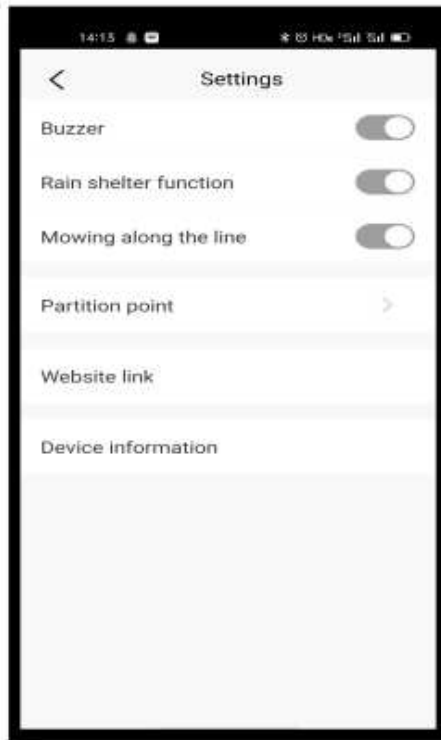 14:15
Settings
Buzzer
Rain shelter function
Mowing along the line
Partition point
Website link
Device information